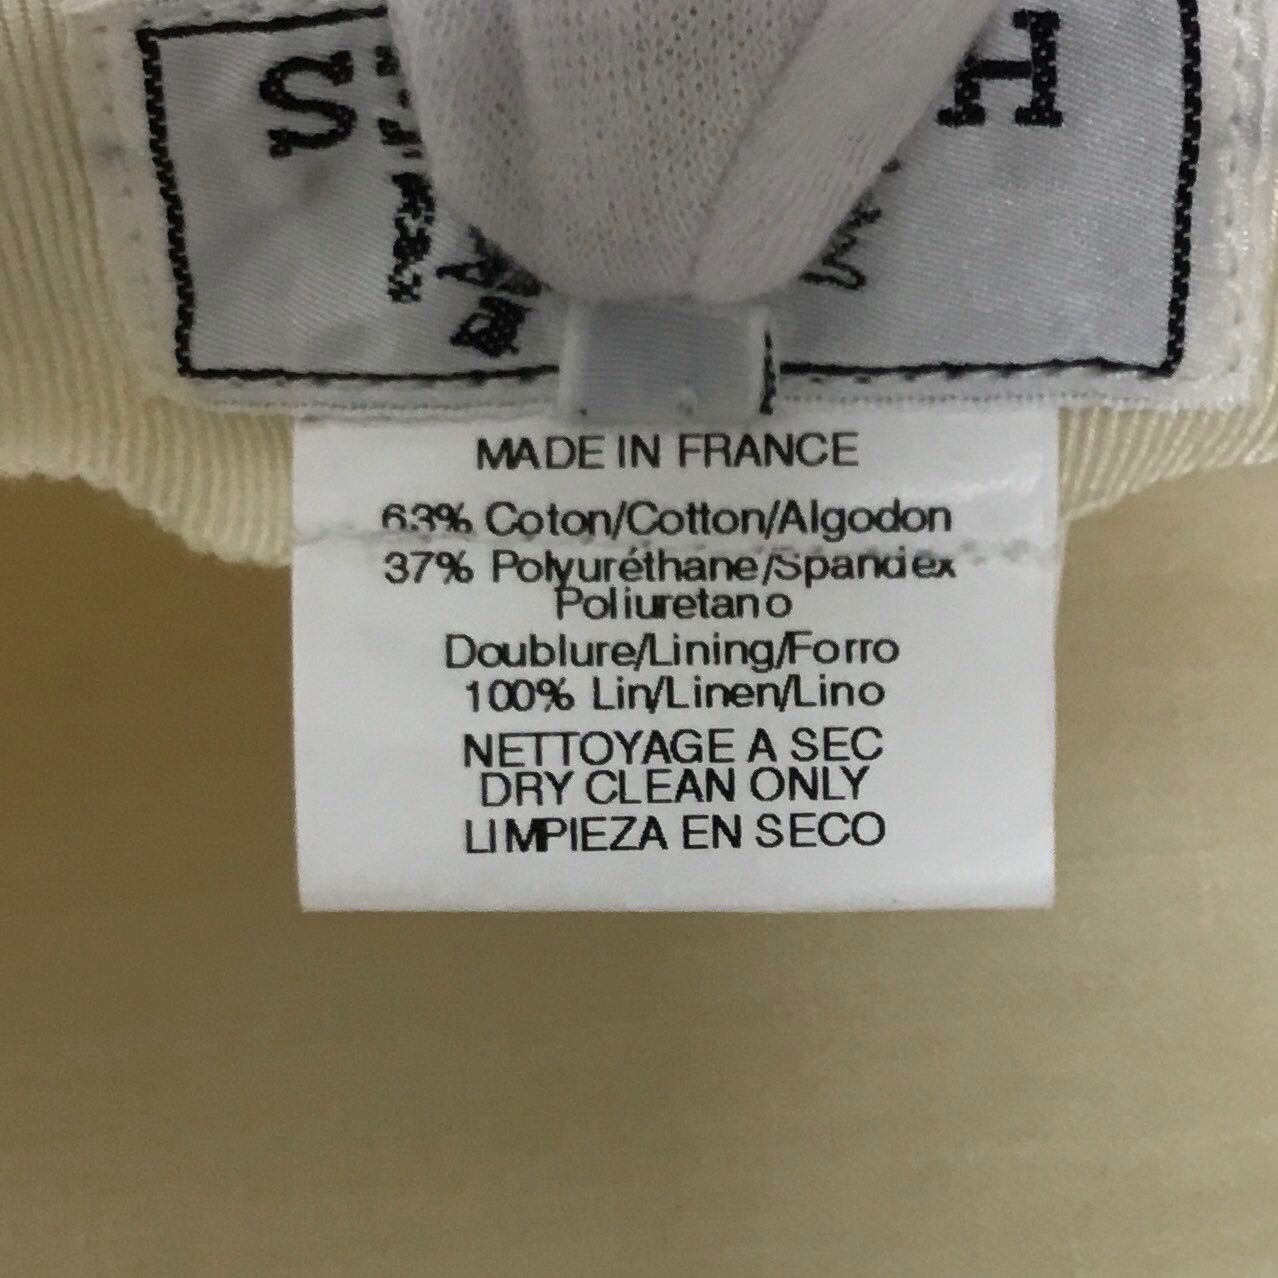 MADE IN FRANCE
63% Coton/Cotton/Algodon
37% Polyuréthane/Spandex
Poliuretano
Doublure/Lining/Forro
100% Lin/Linen/Lino
NETTOYAGE A SEC
DRY CLEAN ONLY
LIMPIEZA EN SECO